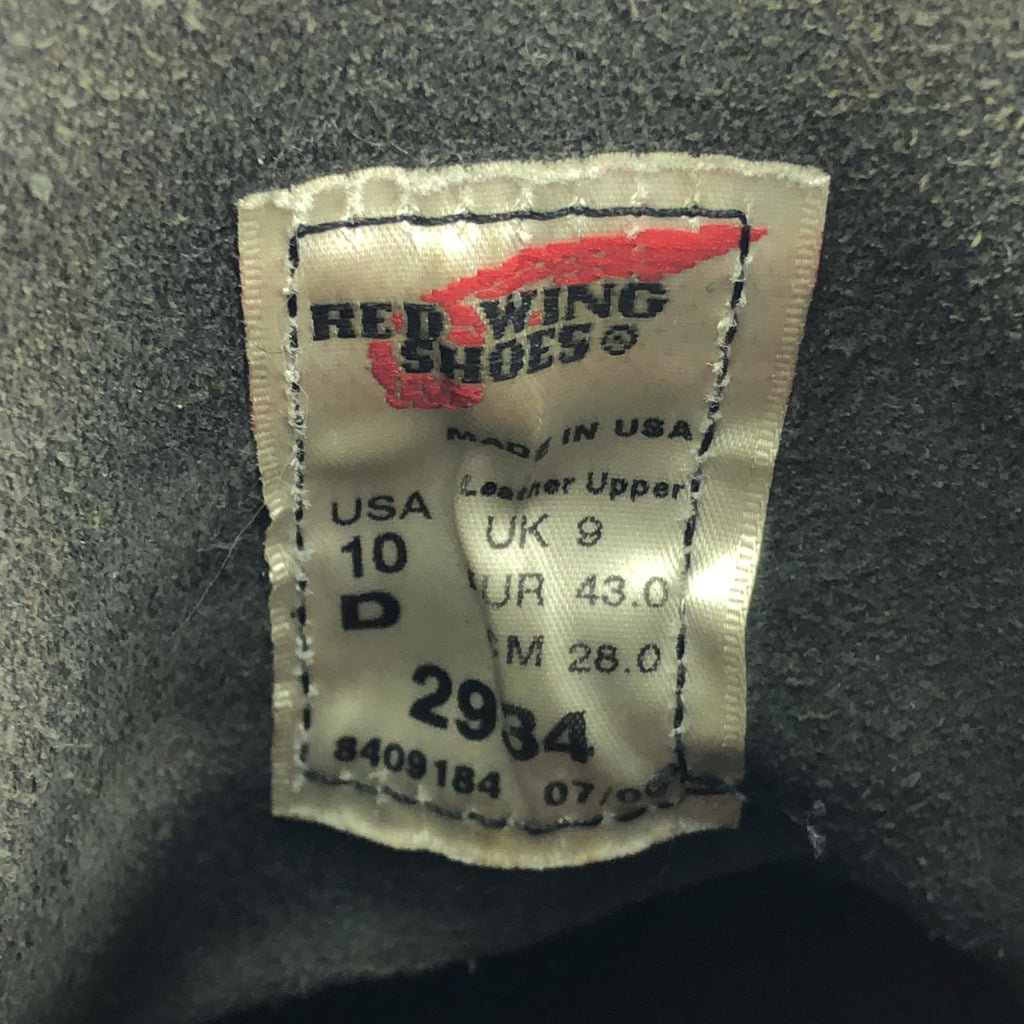 RED WING
SHOES®
MADE IN USA
Leather Upper
USA
10
D
UK 9
EUR 43.0
CM 28.0
2934
8409184